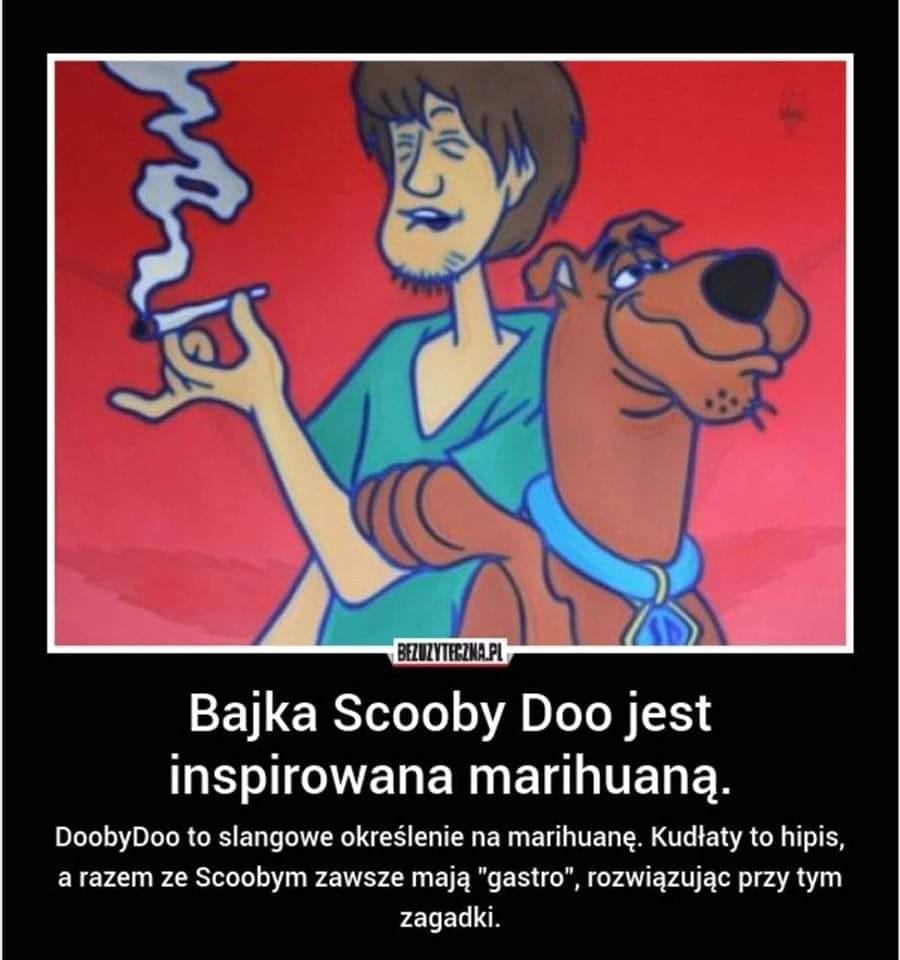 BEZUZYTECZNA.PL
Bajka Scooby Doo jest
inspirowana marihuaną.
DoobyDoo to slangowe określenie na marihuanę. Kudłaty to hipis,
a razem ze Scoobym zawsze mają "gastro", rozwiązując przy tym
zagadki.